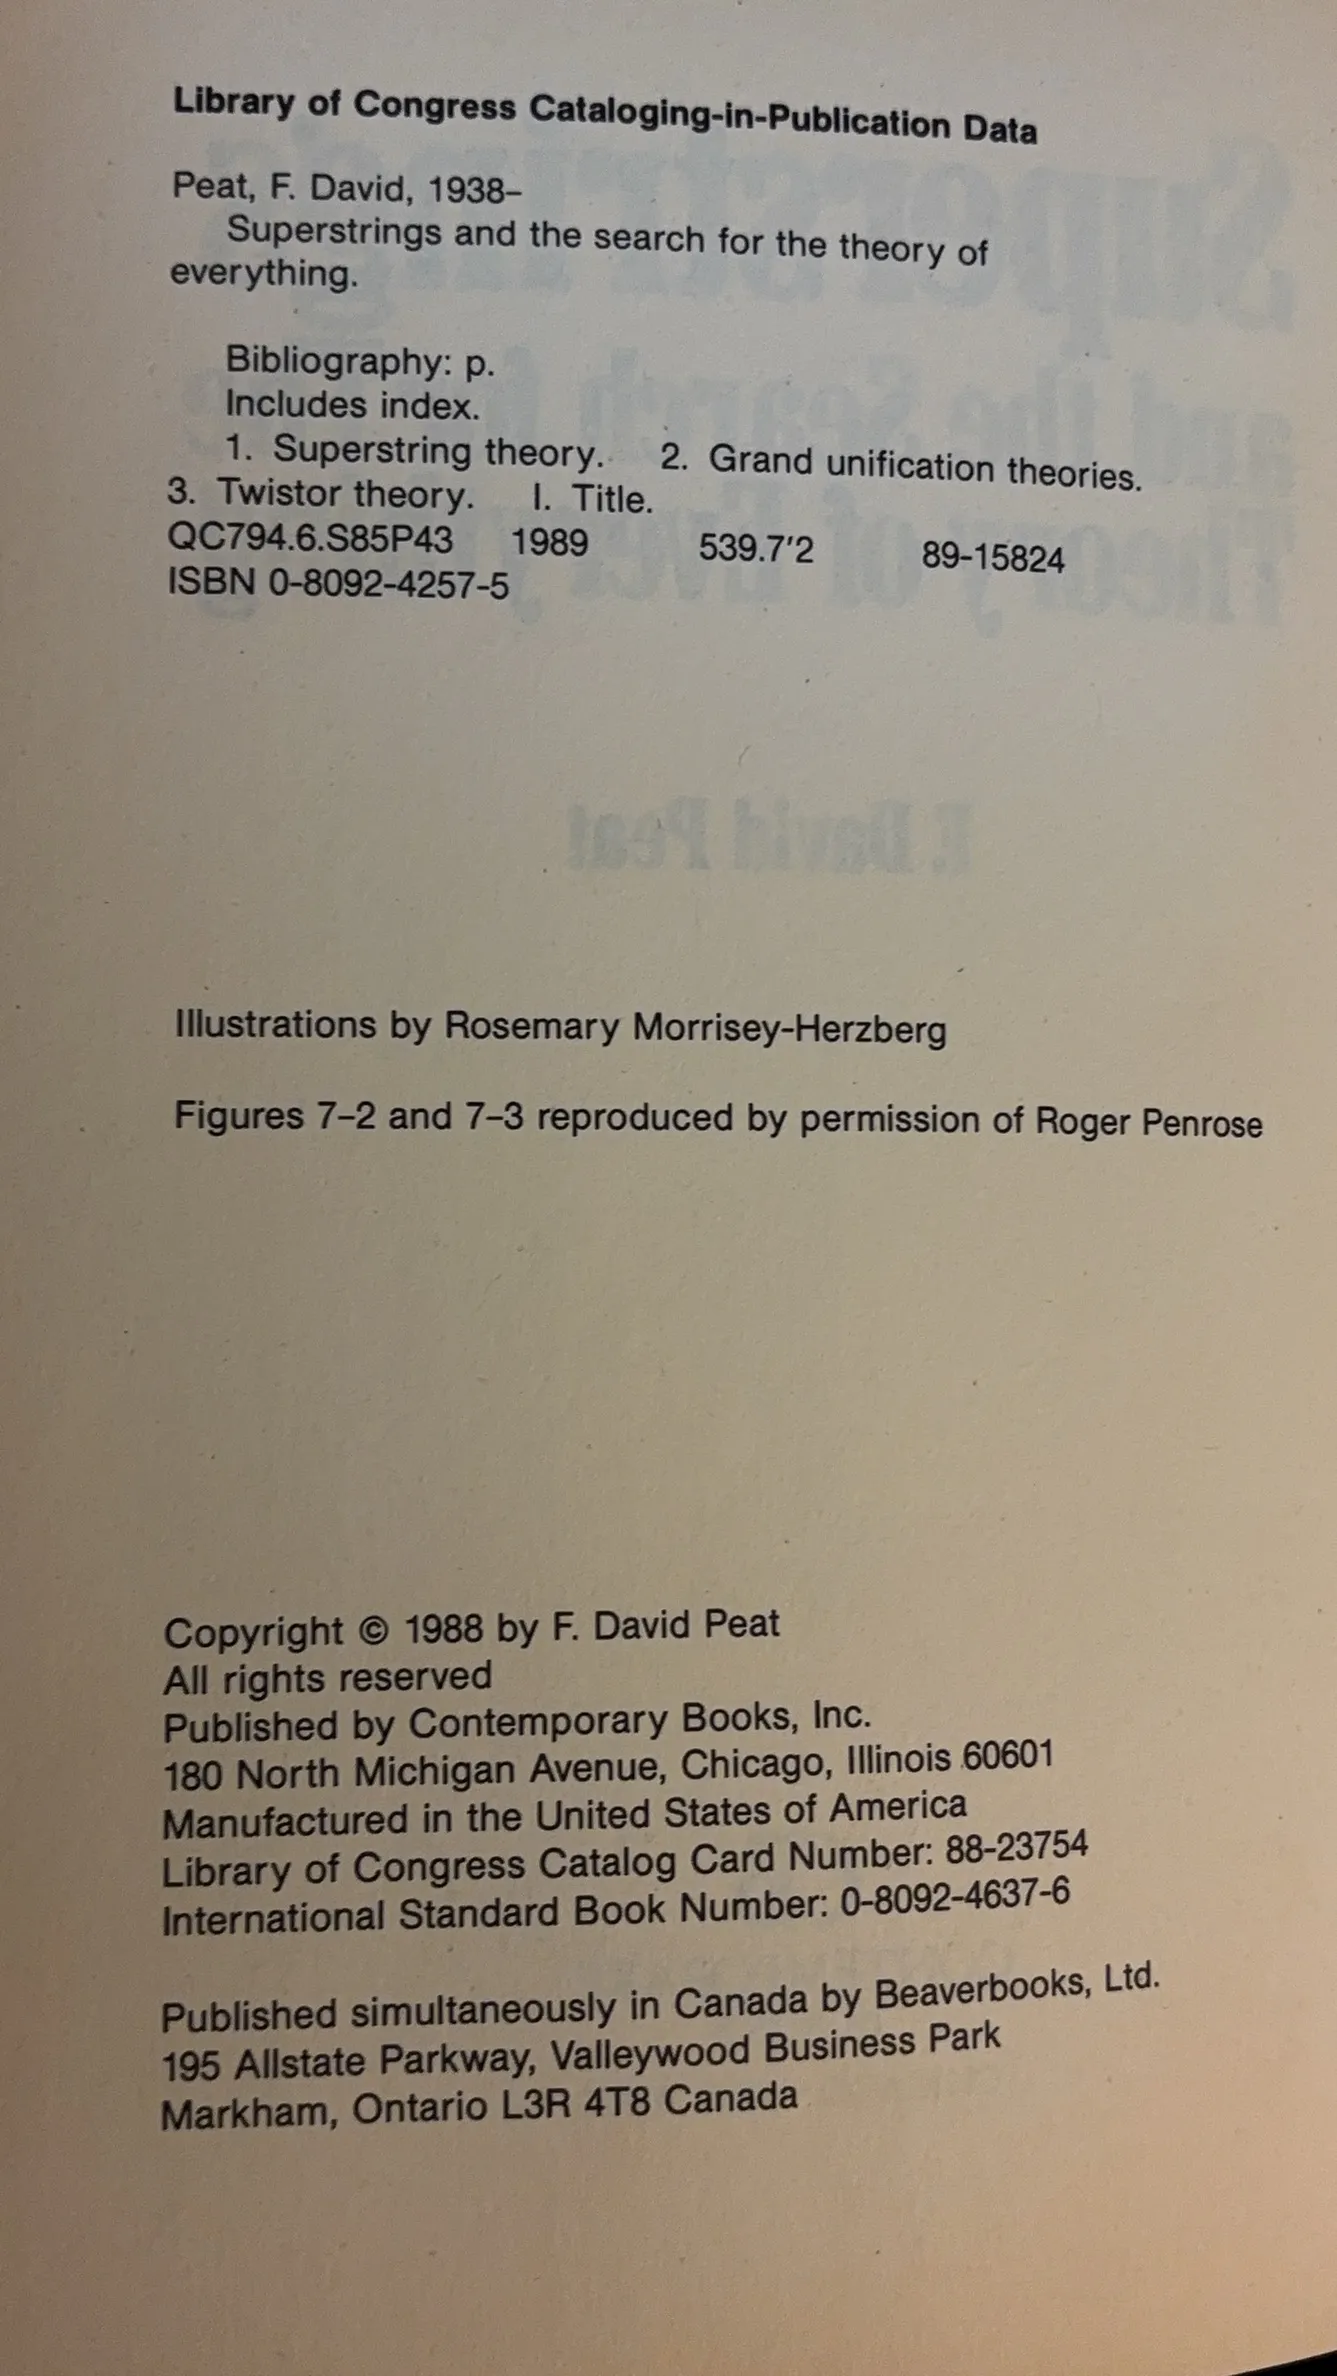 Library of Congress Cataloging-in-Publication Data
Peat, F. David, 1938–
Superstrings and the search for the theory of
everything.
Bibliography: p.
Includes index.
1. Superstring theory. 2. Grand unification theories.
3. Twistor theory. I. Title.
QC794.6.S85P43 1989 539.7′2 89-15824
ISBN 0-8092-4257-5
Illustrations by Rosemary Morrisey-Herzberg
Figures 7–2 and 7–3 reproduced by permission of Roger Penrose
Copyright © 1988 by F. David Peat
All rights reserved
Published by Contemporary Books, Inc.
180 North Michigan Avenue, Chicago, Illinois 60601
Manufactured in the United States of America
Library of Congress Catalog Card Number: 88-23754
International Standard Book Number: 0-8092-4637-6
Published simultaneously in Canada by Beaverbooks, Ltd.
195 Allstate Parkway, Valleywood Business Park
Markham, Ontario L3R 4T8 Canada